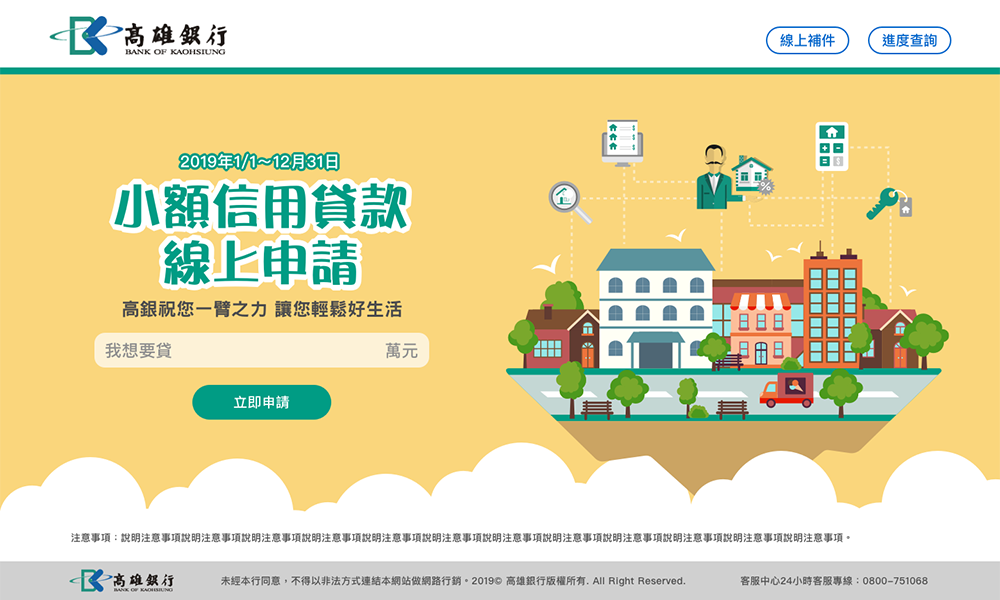 高雄銀行
BANK OF KAOHSIUNG
線上補件
進度查詢
2019年1/1～12月31日
小額信用貸款
線上申請
高銀祝您一臂之力 讓您輕鬆好生活
我想要貸 萬元
立即申請
注意事項：說明注意事項說明注意事項說明注意事項說明注意事項說明注意事項說明注意事項說明注意事項說明注意事項說明注意事項說明注意事項說明注意事項說明注意事項。
高雄銀行
BANK OF KAOHSIUNG
未經本行同意，不得以非法方式連結本網站做網路行銷。2019© 高雄銀行版權所有. All Right Reserved.
客服中心24小時客服專線：0800-751068